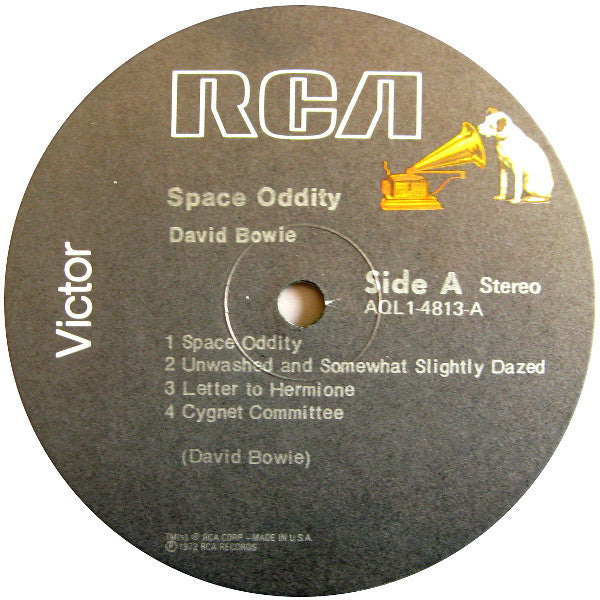 RCA
Space Oddity
David Bowie
Victor
Side A Stereo
AQL1-4813-A
1 Space Oddity
2 Unwashed and Somewhat Slightly Dazed
3 Letter to Hermione
4 Cygnet Committee
(David Bowie)
TM(s) ® RCA CORP - MADE IN U.S.A.
℗ 1972 RCA RECORDS